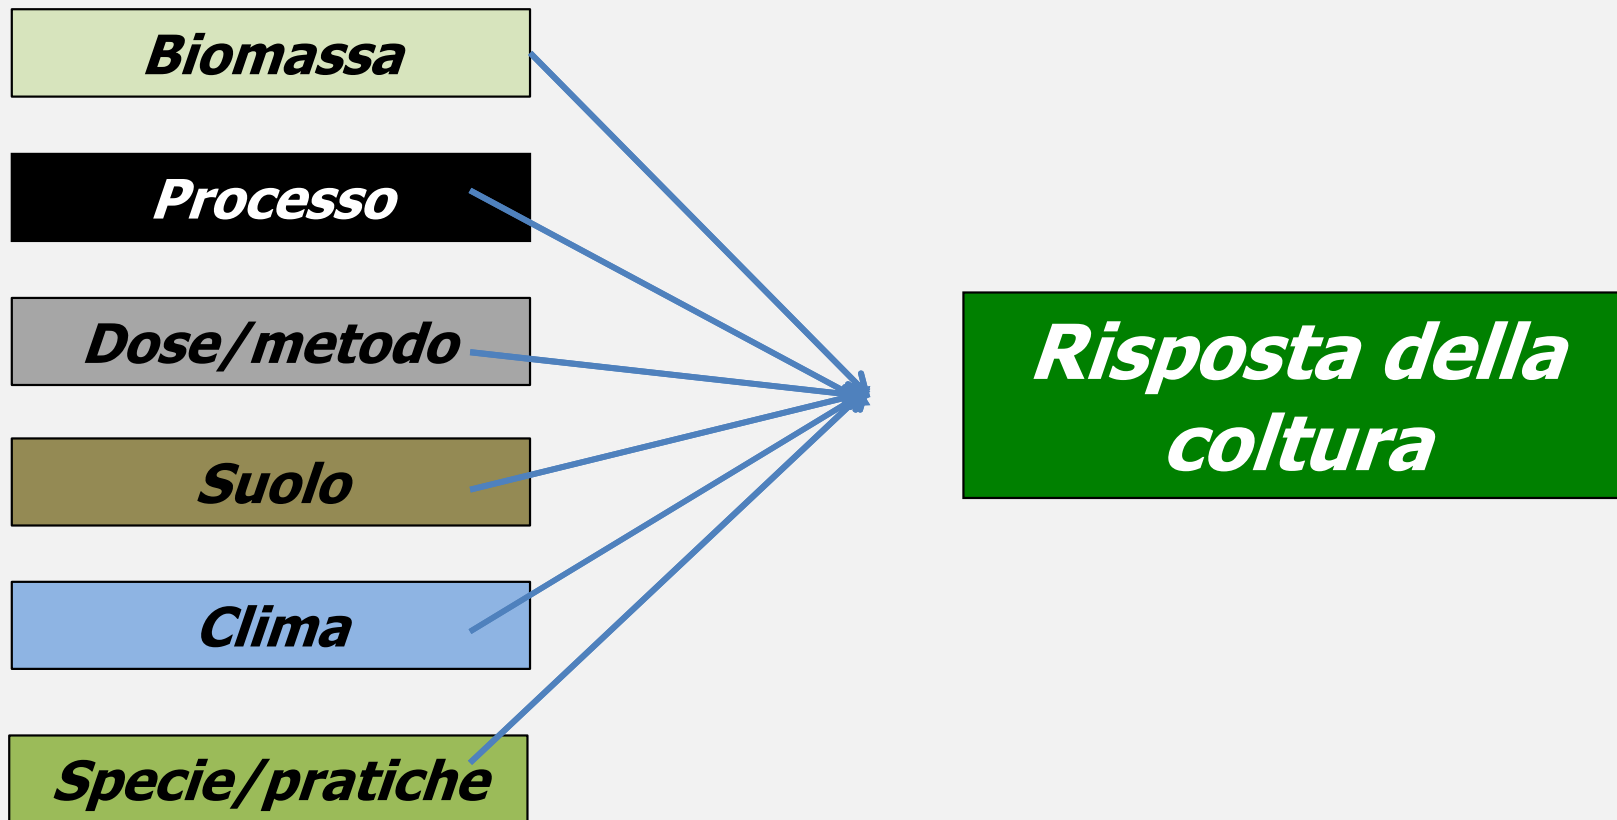 Biomassa
Processo
Dose/metodo
Suolo
Clima
Specie/pratiche
Risposta della
coltura